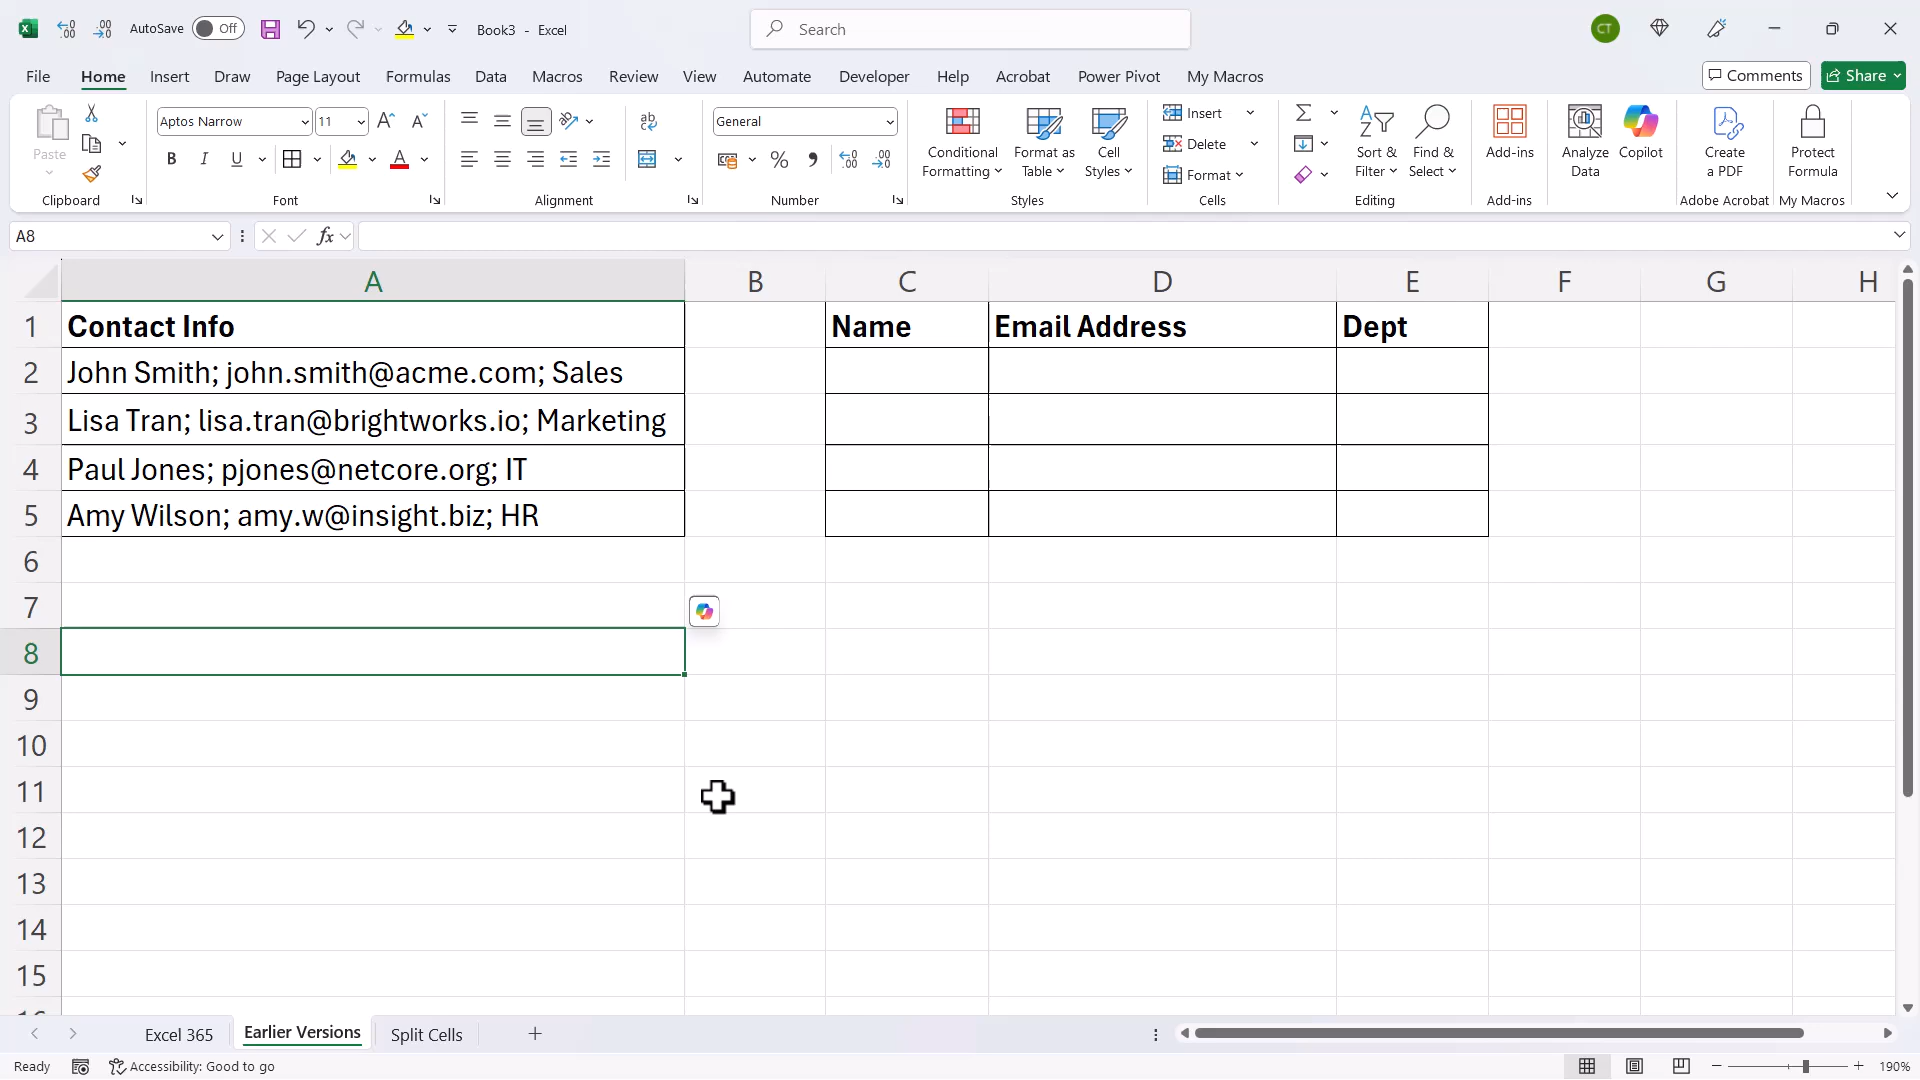 AutoSave Off Book3 - Excel Search CT
File Home Insert Draw Page Layout Formulas Data Macros Review View Automate Developer Help Acrobat Power Pivot My Macros Comments Share
Paste
Clipboard
Aptos Narrow 11
B I U A
Font
ab
Alignment
General
% , .00
Number
Conditional Formatting
Format as Table
Cell Styles
Styles
Insert
Delete
Format
Cells
Sort & Filter
Find & Select
Editing
Add-ins
Add-ins
Analyze Data
Copilot
Create a PDF
Adobe Acrobat
Protect Formula
My Macros
A8 fx
A B C D E F G H
1 Contact Info Name Email Address Dept
2 John Smith; john.smith@acme.com; Sales
3 Lisa Tran; lisa.tran@brightworks.io; Marketing
4 Paul Jones; pjones@netcore.org; IT
5 Amy Wilson; amy.w@insight.biz; HR
6
7
8
9
10
11
12
13
14
15
Excel 365 Earlier Versions Split Cells
Ready Accessibility: Good to go 190%